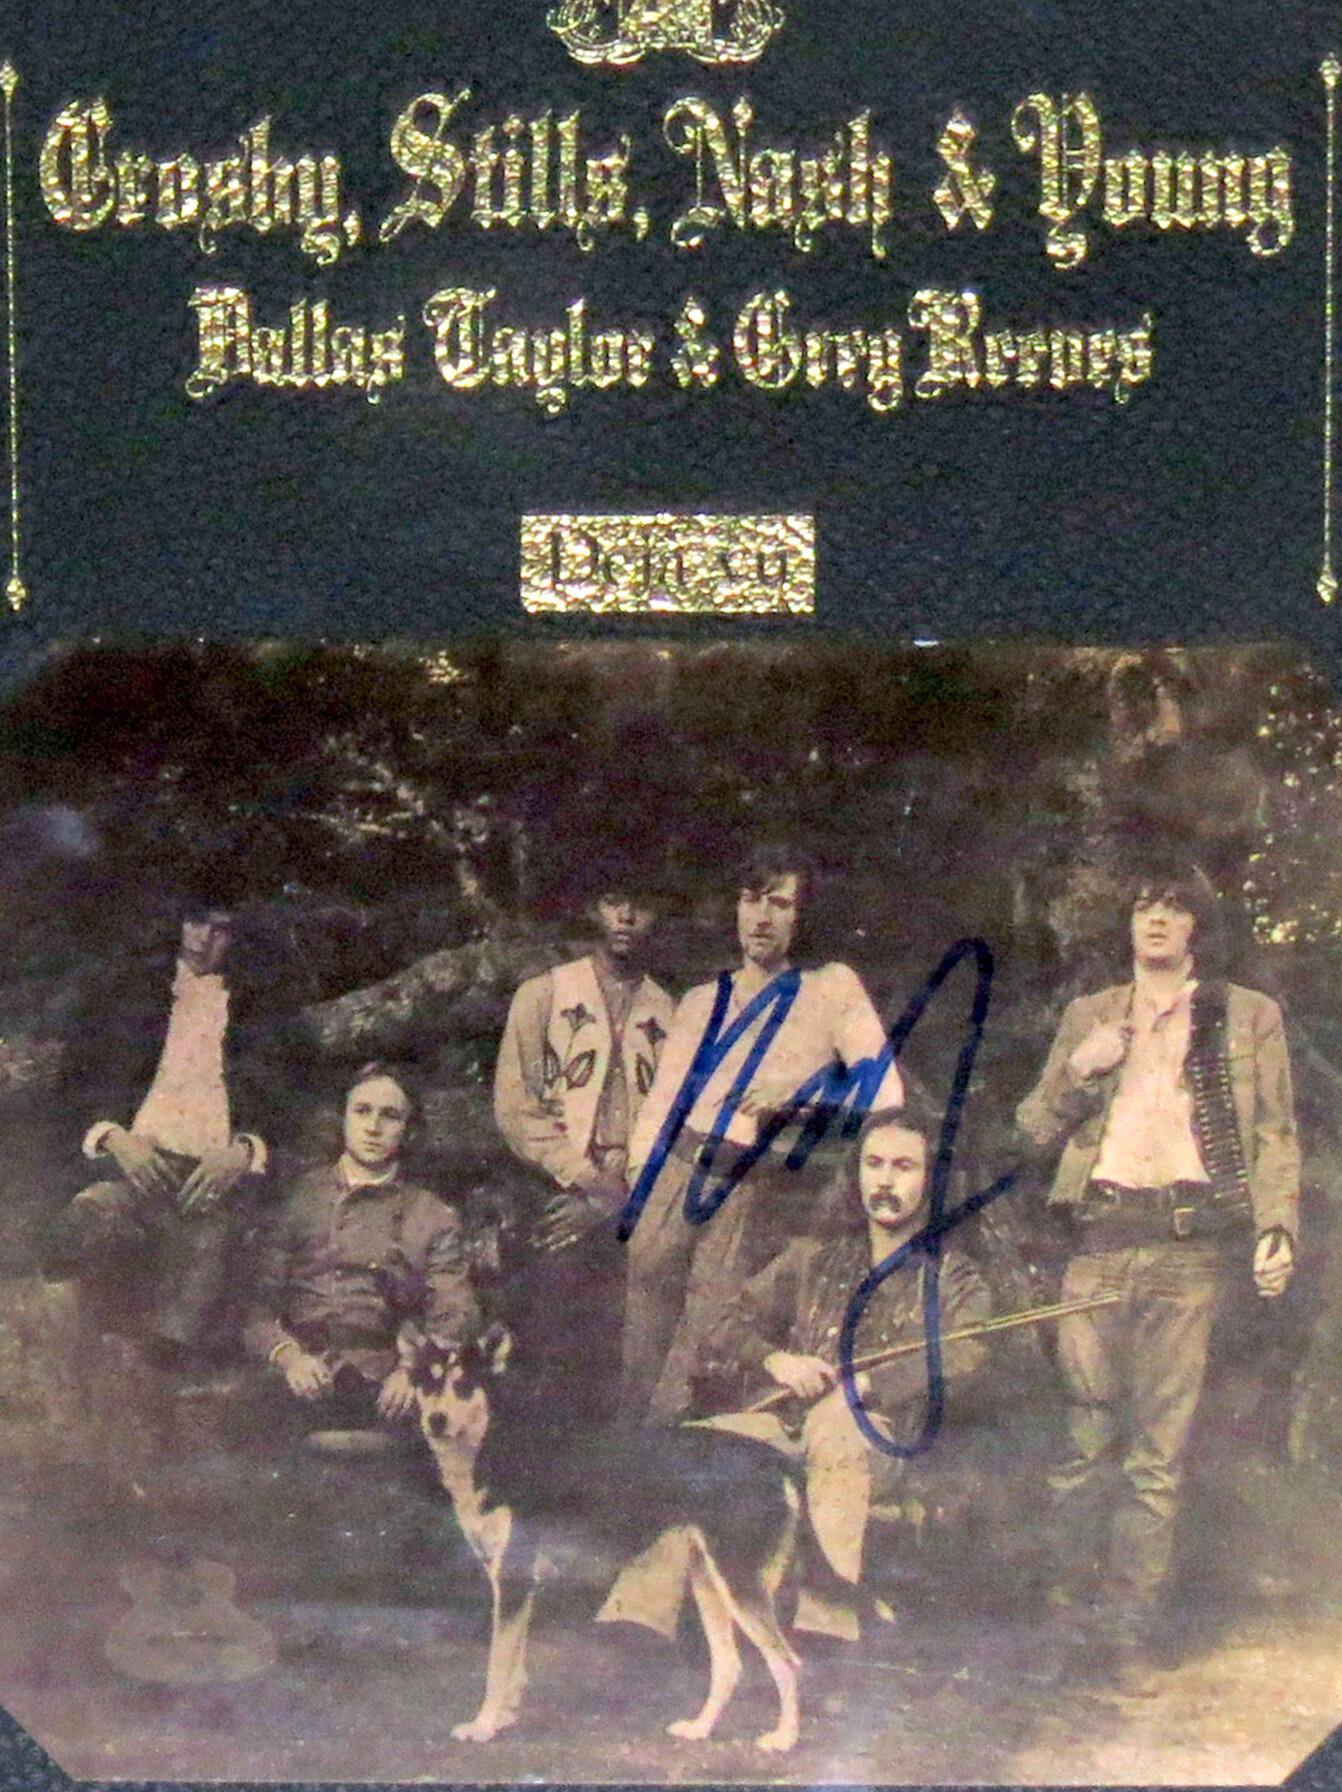 Crosby, Stills, Nash & Young
Dallas Taylor & Greg Reeves
Déjà vu